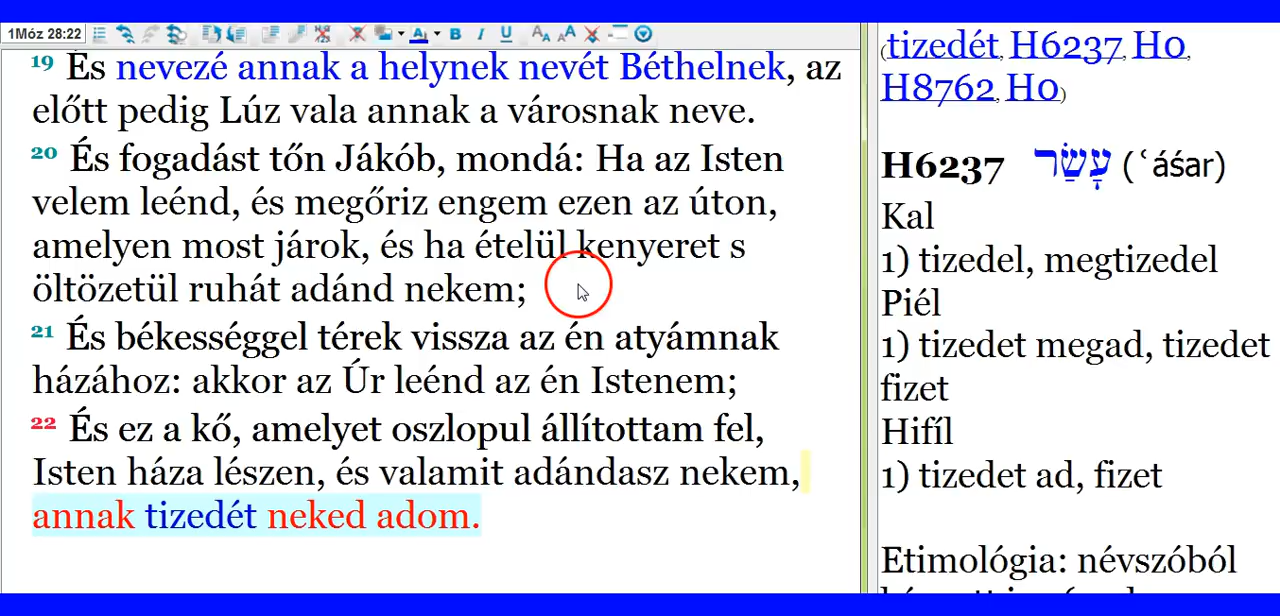 1Móz 28:22
19 És nevezé annak a helynek nevét Béthelnek, az
előtt pedig Lúz vala annak a városnak neve.
20 És fogadást tőn Jákób, mondá: Ha az Isten
velem leénd, és megőriz engem ezen az úton,
amelyen most járok, és ha ételül kenyeret s
öltözetül ruhát adánd nekem;
21 És békességgel térek vissza az én atyámnak
házához: akkor az Úr leénd az én Istenem;
22 És ez a kő, amelyet oszlopul állítottam fel,
Isten háza lészen, és valamit adándasz nekem,
annak tizedét neked adom.
(tizedét, H6237, H0,
H8762, H0)
H6237 עָשַׂר (ʿáśar)
Kal
1) tizedel, megtizedel
Piél
1) tizedet megad, tizedet
fizet
Hifíl
1) tizedet ad, fizet
Etimológia: névszóból